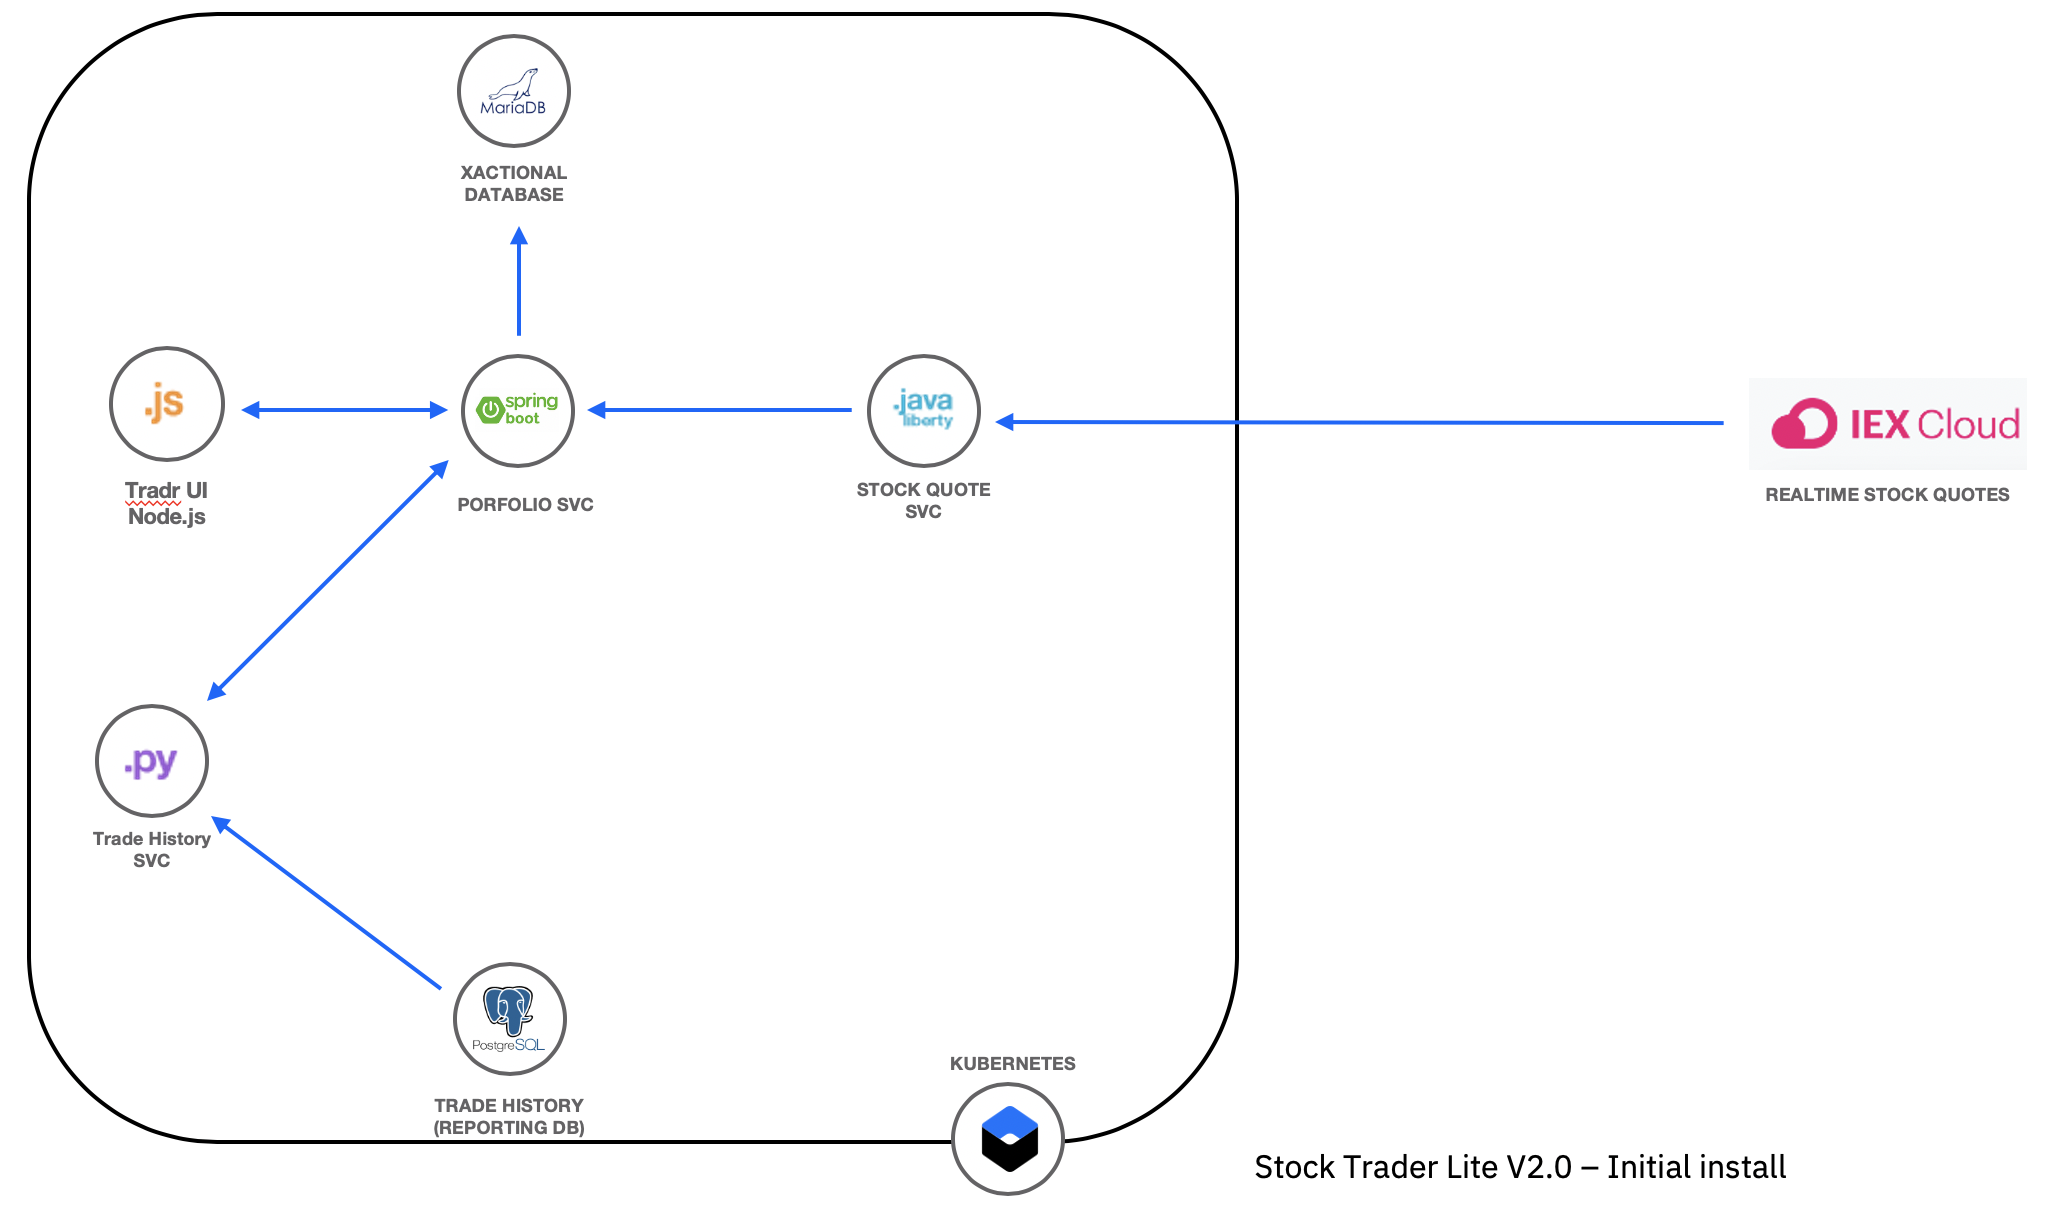 MariaDB
XACTIONAL
DATABASE
.js
Tradr UI
Node.js
spring
boot
PORFOLIO SVC
.java
liberty
STOCK QUOTE
SVC
IEX Cloud
REALTIME STOCK QUOTES
.py
Trade History
SVC
PostgreSQL
TRADE HISTORY
(REPORTING DB)
KUBERNETES
Stock Trader Lite V2.0 – Initial install